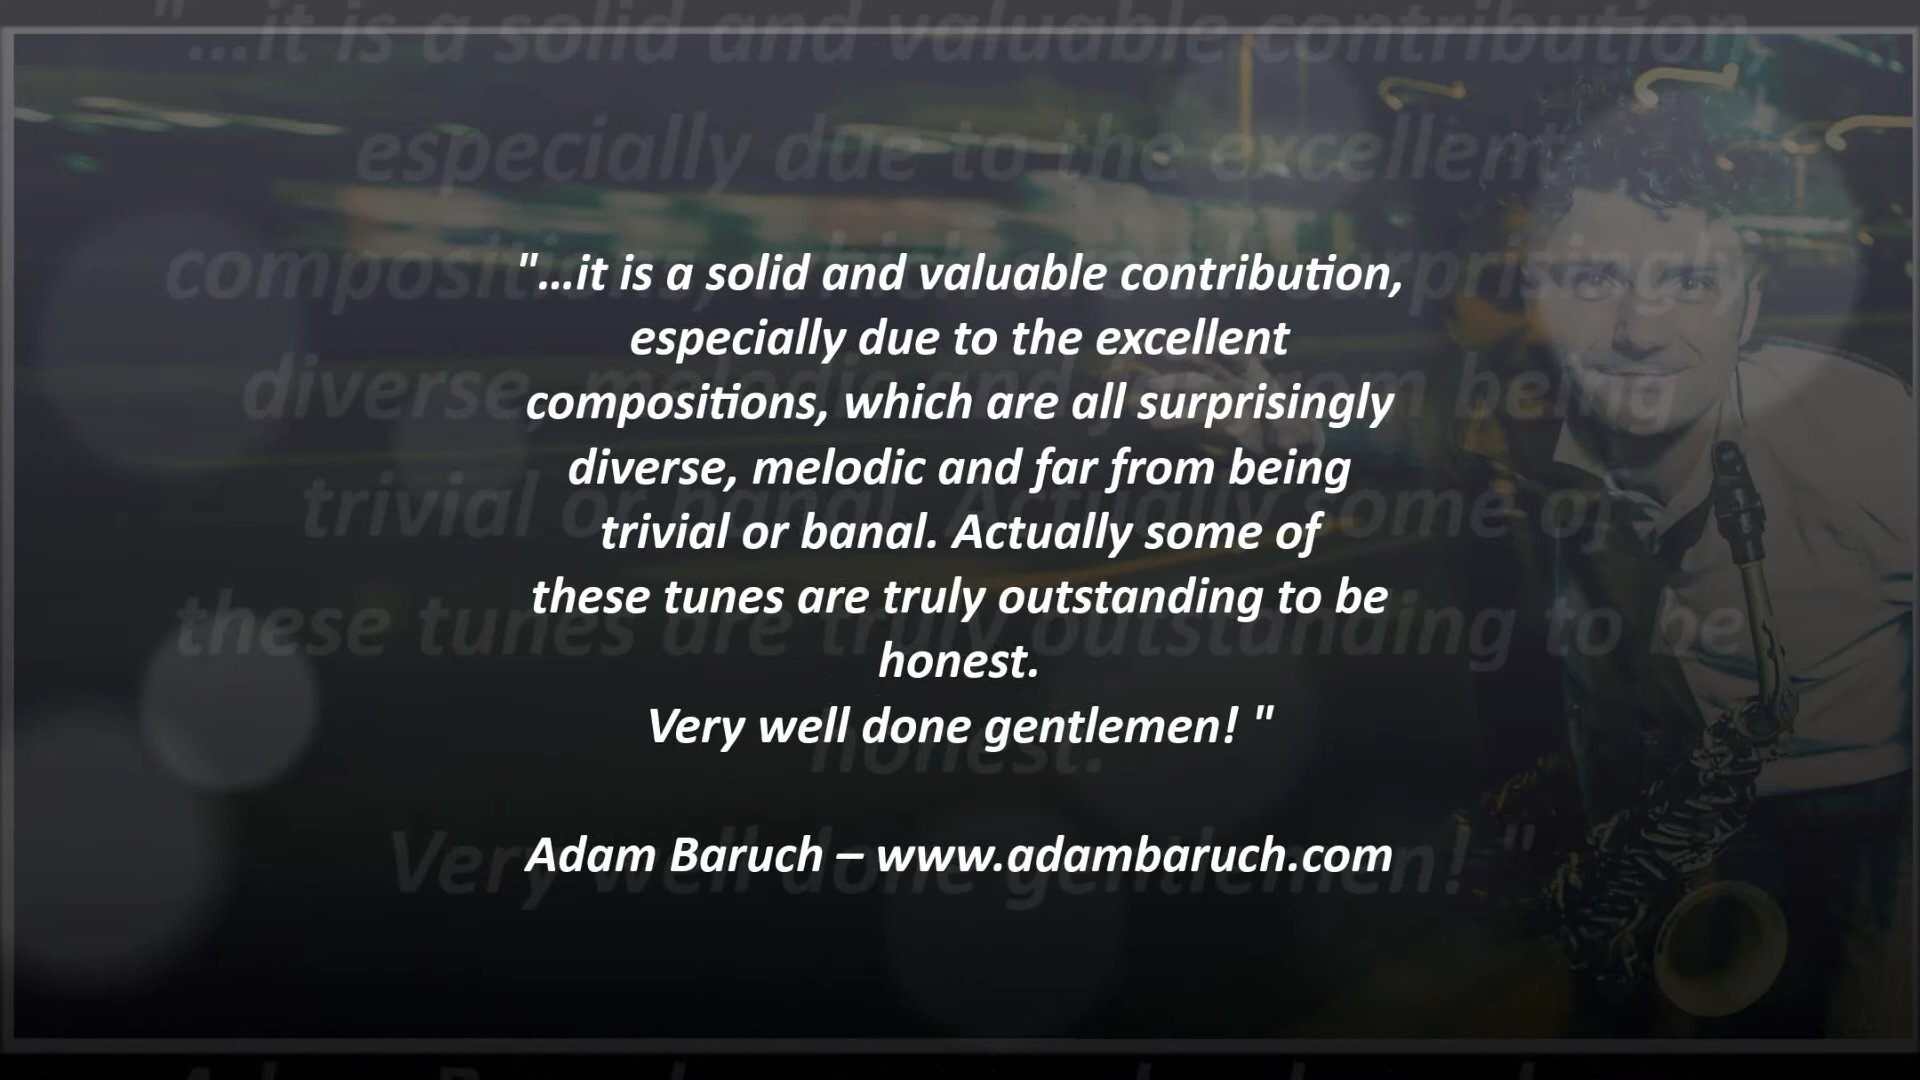 "...it is a solid and valuable contribution,
especially due to the excellent
compositions, which are all surprisingly
diverse, melodic and far from being
trivial or banal. Actually some of
these tunes are truly outstanding to be
honest.
Very well done gentlemen! "
Adam Baruch – www.adambaruch.com